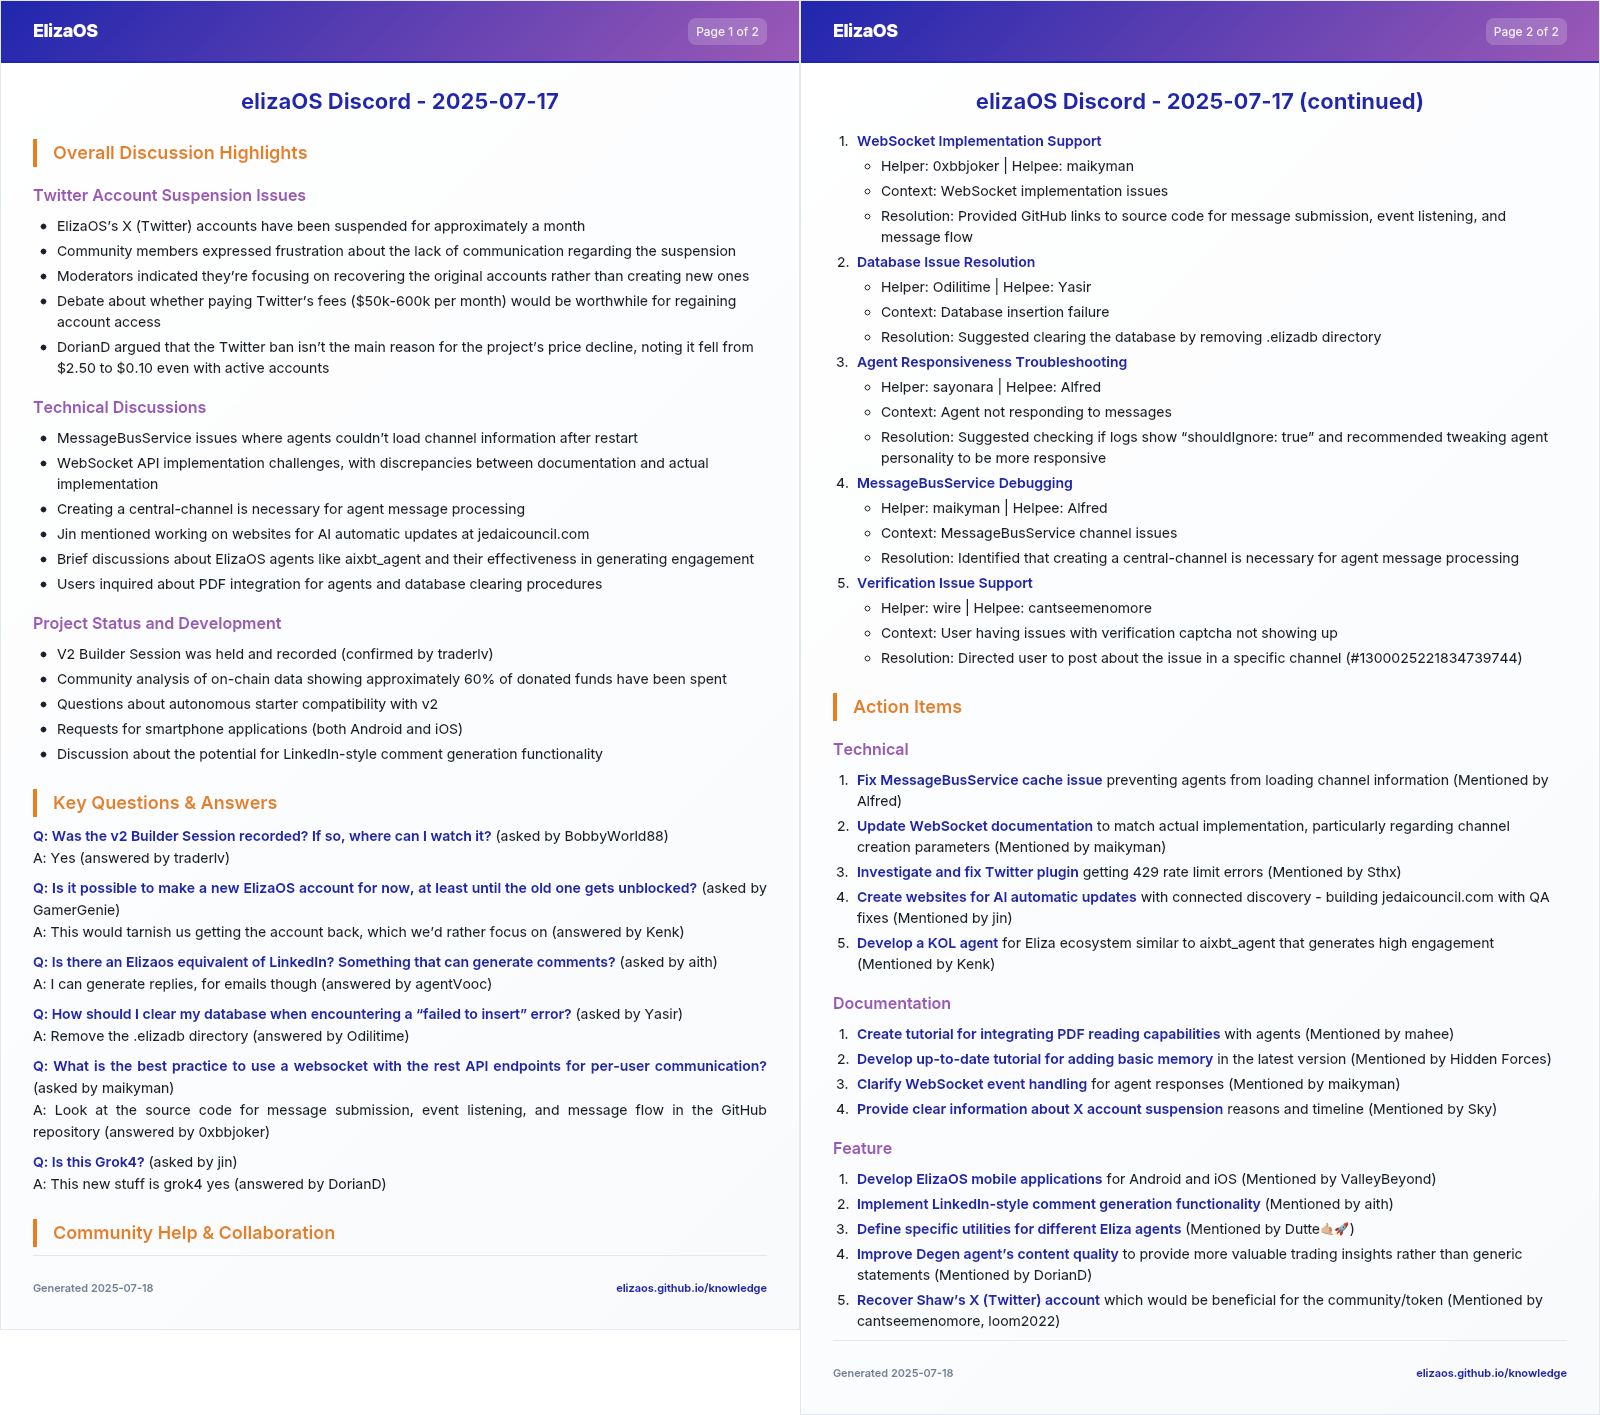 ElizaOS
Page 1 of 2
elizaOS Discord - 2025-07-17
Overall Discussion Highlights
Twitter Account Suspension Issues
• ElizaOS’s X (Twitter) accounts have been suspended for approximately a month
• Community members expressed frustration about the lack of communication regarding the suspension
• Moderators indicated they’re focusing on recovering the original accounts rather than creating new ones
• Debate about whether paying Twitter’s fees ($50k-600k per month) would be worthwhile for regaining
account access
• DorianD argued that the Twitter ban isn’t the main reason for the project’s price decline, noting it fell from
$2.50 to $0.10 even with active accounts
Technical Discussions
• MessageBusService issues where agents couldn’t load channel information after restart
• WebSocket API implementation challenges, with discrepancies between documentation and actual
implementation
• Creating a central-channel is necessary for agent message processing
• Jin mentioned working on websites for AI automatic updates at jedaicouncil.com
• Brief discussions about ElizaOS agents like aixbt_agent and their effectiveness in generating engagement
• Users inquired about PDF integration for agents and database clearing procedures
Project Status and Development
• V2 Builder Session was held and recorded (confirmed by traderlv)
• Community analysis of on-chain data showing approximately 60% of donated funds have been spent
• Questions about autonomous starter compatibility with v2
• Requests for smartphone applications (both Android and iOS)
• Discussion about the potential for LinkedIn-style comment generation functionality
Key Questions & Answers
Q: Was the v2 Builder Session recorded? If so, where can I watch it? (asked by BobbyWorld88)
A: Yes (answered by traderlv)
Q: Is it possible to make a new ElizaOS account for now, at least until the old one gets unblocked? (asked by
GamerGenie)
A: This would tarnish us getting the account back, which we’d rather focus on (answered by Kenk)
Q: Is there an Elizaos equivalent of LinkedIn? Something that can generate comments? (asked by aith)
A: I can generate replies, for emails though (answered by agentVooc)
Q: How should I clear my database when encountering a “failed to insert” error? (asked by Yasir)
A: Remove the .elizadb directory (answered by Odilitime)
Q: What is the best practice to use a websocket with the rest API endpoints for per-user communication?
(asked by maikyman)
A: Look at the source code for message submission, event listening, and message flow in the GitHub
repository (answered by 0xbbjoker)
Q: Is this Grok4? (asked by jin)
A: This new stuff is grok4 yes (answered by DorianD)
Community Help & Collaboration
Generated 2025-07-18
elizaos.github.io/knowledge
ElizaOS
Page 2 of 2
elizaOS Discord - 2025-07-17 (continued)
1. WebSocket Implementation Support
◦ Helper: 0xbbjoker | Helpee: maikyman
◦ Context: WebSocket implementation issues
◦ Resolution: Provided GitHub links to source code for message submission, event listening, and
message flow
2. Database Issue Resolution
◦ Helper: Odilitime | Helpee: Yasir
◦ Context: Database insertion failure
◦ Resolution: Suggested clearing the database by removing .elizadb directory
3. Agent Responsiveness Troubleshooting
◦ Helper: sayonara | Helpee: Alfred
◦ Context: Agent not responding to messages
◦ Resolution: Suggested checking if logs show “shouldIgnore: true” and recommended tweaking agent
personality to be more responsive
4. MessageBusService Debugging
◦ Helper: maikyman | Helpee: Alfred
◦ Context: MessageBusService channel issues
◦ Resolution: Identified that creating a central-channel is necessary for agent message processing
5. Verification Issue Support
◦ Helper: wire | Helpee: cantseemenomore
◦ Context: User having issues with verification captcha not showing up
◦ Resolution: Directed user to post about the issue in a specific channel (#1300025221834739744)
Action Items
Technical
1. Fix MessageBusService cache issue preventing agents from loading channel information (Mentioned by
Alfred)
2. Update WebSocket documentation to match actual implementation, particularly regarding channel
creation parameters (Mentioned by maikyman)
3. Investigate and fix Twitter plugin getting 429 rate limit errors (Mentioned by Sthx)
4. Create websites for AI automatic updates with connected discovery - building jedaicouncil.com with QA
fixes (Mentioned by jin)
5. Develop a KOL agent for Eliza ecosystem similar to aixbt_agent that generates high engagement
(Mentioned by Kenk)
Documentation
1. Create tutorial for integrating PDF reading capabilities with agents (Mentioned by mahee)
2. Develop up-to-date tutorial for adding basic memory in the latest version (Mentioned by Hidden Forces)
3. Clarify WebSocket event handling for agent responses (Mentioned by maikyman)
4. Provide clear information about X account suspension reasons and timeline (Mentioned by Sky)
Feature
1. Develop ElizaOS mobile applications for Android and iOS (Mentioned by ValleyBeyond)
2. Implement LinkedIn-style comment generation functionality (Mentioned by aith)
3. Define specific utilities for different Eliza agents (Mentioned by Dutte🤙🏼🚀)
4. Improve Degen agent’s content quality to provide more valuable trading insights rather than generic
statements (Mentioned by DorianD)
5. Recover Shaw’s X (Twitter) account which would be beneficial for the community/token (Mentioned by
cantseemenomore, loom2022)
Generated 2025-07-18
elizaos.github.io/knowledge